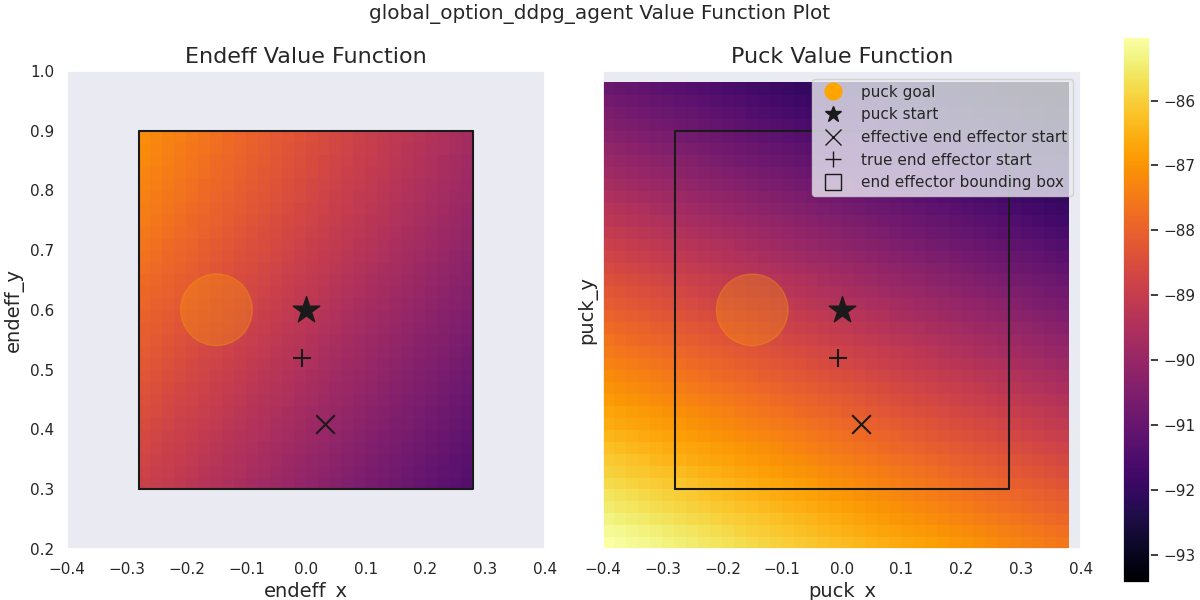 global_option_ddpg_agent Value Function Plot
Endeff Value Function
1.0
0.9
0.8
0.7
0.6
0.5
0.4
0.3
0.2
endeff_y
−0.4 −0.3 −0.2 −0.1 0.0 0.1 0.2 0.3 0.4
endeff_x
Puck Value Function
puck goal
puck start
effective end effector start
true end effector start
end effector bounding box
puck_y
−0.4 −0.3 −0.2 −0.1 0.0 0.1 0.2 0.3 0.4
puck_x
−86
−87
−88
−89
−90
−91
−92
−93